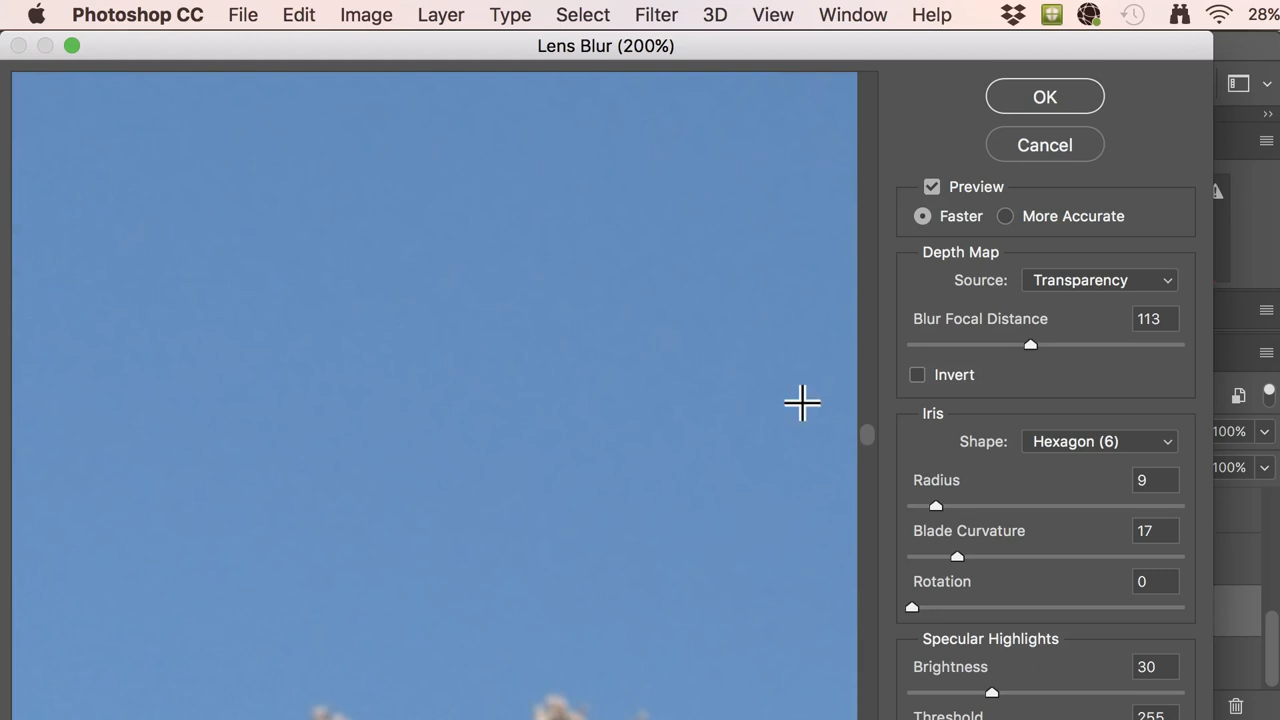 Photoshop CC File Edit Image Layer Type Select Filter 3D View Window Help 28%
Lens Blur (200%)
OK
Cancel
Preview
Faster More Accurate
Depth Map
Source: Transparency
Blur Focal Distance 113
Invert
Iris
Shape: Hexagon (6)
100%
100%
Radius 9
Blade Curvature 17
Rotation 0
Specular Highlights
Brightness 30
Threshold 255